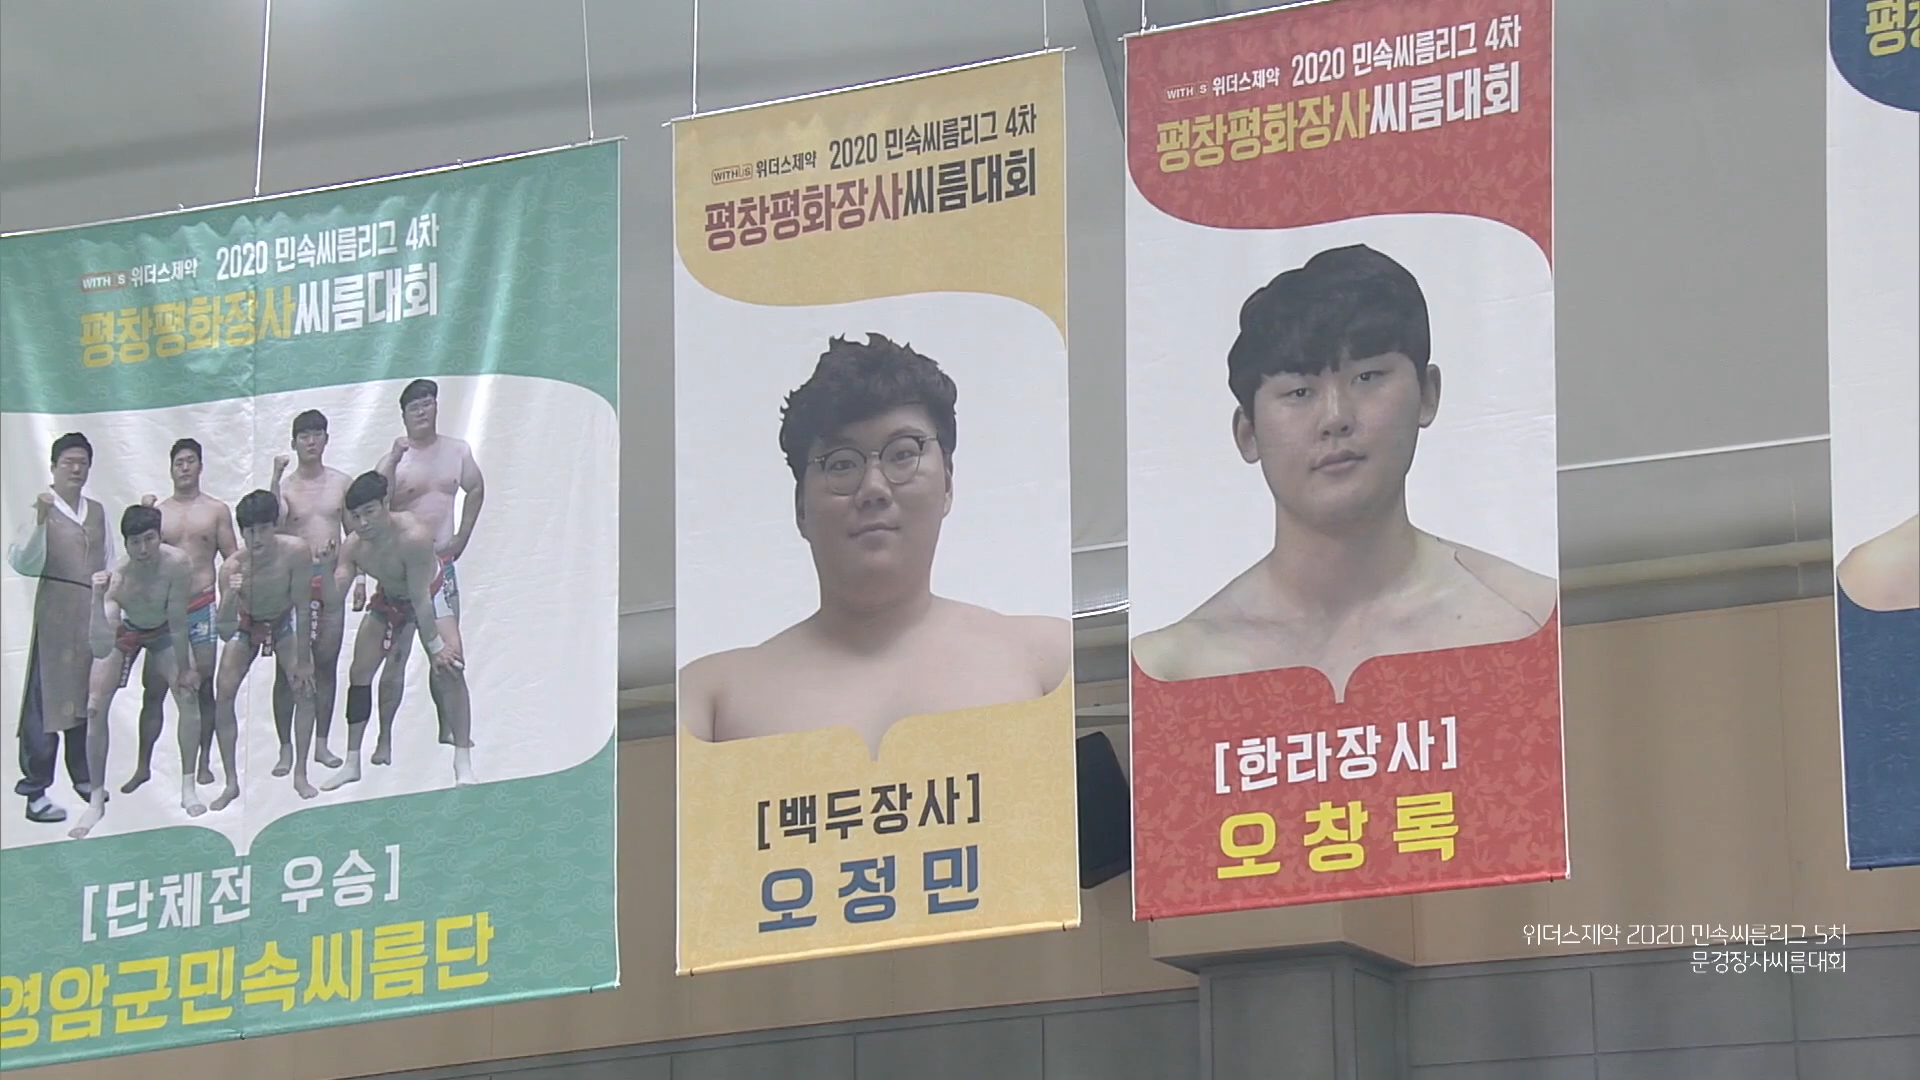 WITHUS 위더스제약 2020 민속씨름리그 4차
평창평화장사씨름대회
[단체전 우승]
영암군민속씨름단
WITHUS 위더스제약 2020 민속씨름리그 4차
평창평화장사씨름대회
[백두장사]
오정민
WITHUS 위더스제약 2020 민속씨름리그 4차
평창평화장사씨름대회
[한라장사]
오창록
위더스제약 2020 민속씨름리그 5차
문경장사씨름대회